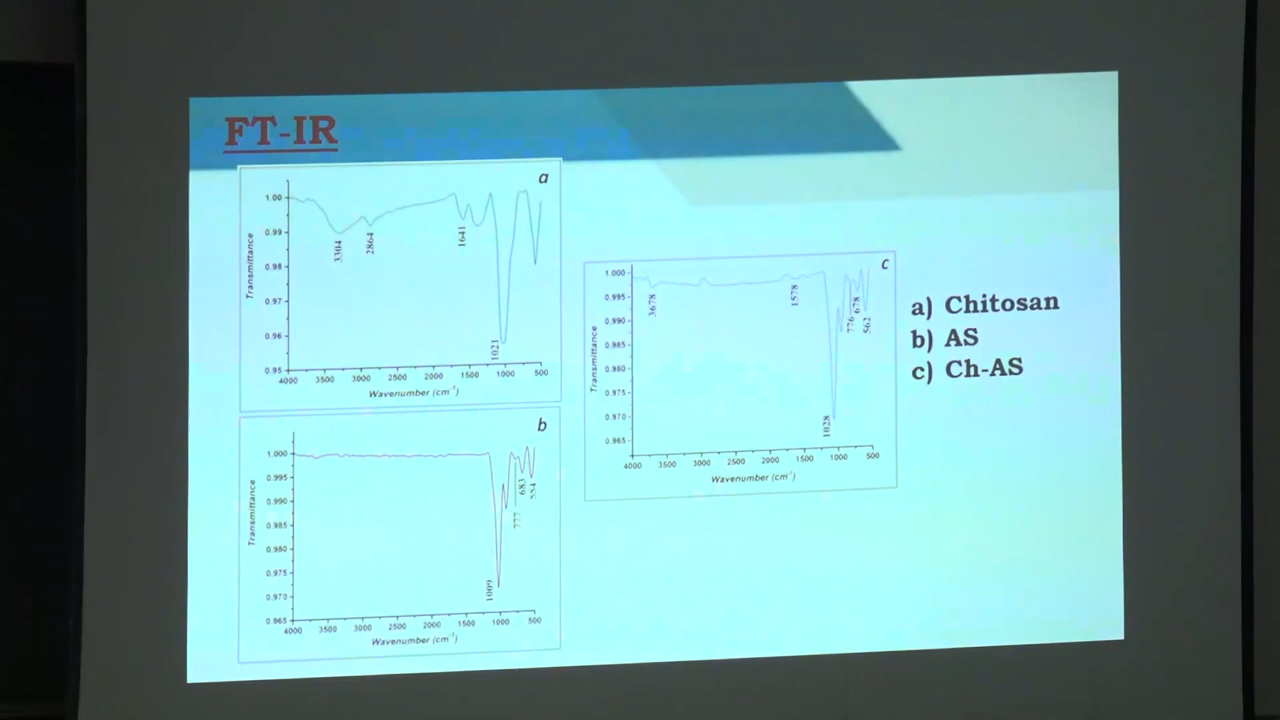 FT-IR
a
1.00
0.99
0.98
0.97
0.96
0.95
Transmittance
3304
2864
1641
1021
4000 3500 3000 2500 2000 1500 1000 500
Wavenumber (cm⁻¹)
b
1.000
0.995
0.990
0.985
0.980
0.975
0.970
0.965
Transmittance
1009
777
683
554
4000 3500 3000 2500 2000 1500 1000 500
Wavenumber (cm⁻¹)
c
1.000
0.995
0.990
0.985
0.980
0.975
0.970
0.965
Transmittance
3678
1578
1028
776
678
562
4000 3500 3000 2500 2000 1500 1000 500
Wavenumber (cm⁻¹)
a) Chitosan
b) AS
c) Ch-AS